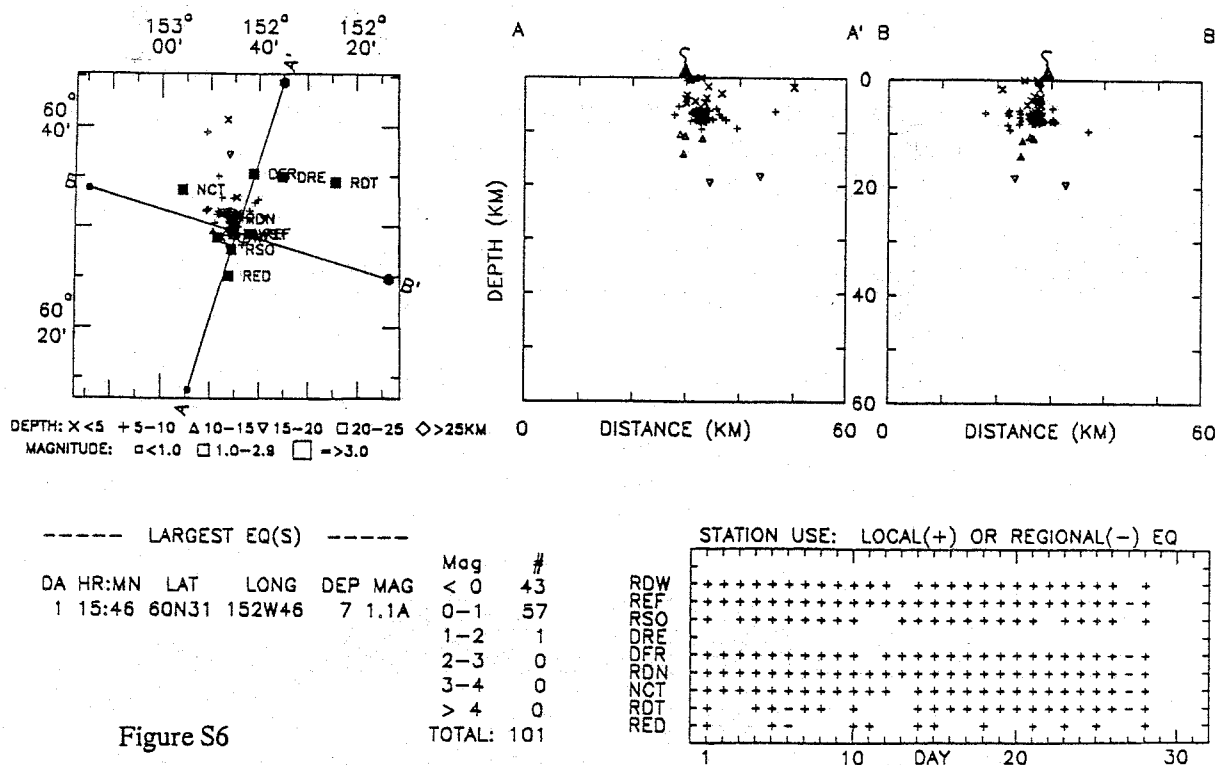 153° 152° 152°
00' 40' 20'
A A' B B
A'
60°
40'
B
NCT
DFR
DRE
RDT
RDN
REF
RSO
RED
B'
60°
20'
A
DEPTH (KM)
0
20
40
60
0 DISTANCE (KM) 60 0 DISTANCE (KM) 60
DEPTH: ×<5 +5-10 △10-15 ▽15-20 □20-25 ◇>25KM
MAGNITUDE: □<1.0 □1.0-2.9 □=>3.0
----- LARGEST EQ(S) -----
DA HR:MN LAT LONG DEP MAG
1 15:46 60N31 152W46 7 1.1A
Mag #
< 0 43
0-1 57
1-2 1
2-3 0
3-4 0
> 4 0
TOTAL: 101
STATION USE: LOCAL(+) OR REGIONAL(-) EQ
RDW
REF
RSO
DRE
DFR
RDN
NCT
RDT
RED
1 10 DAY 20 30
Figure S6